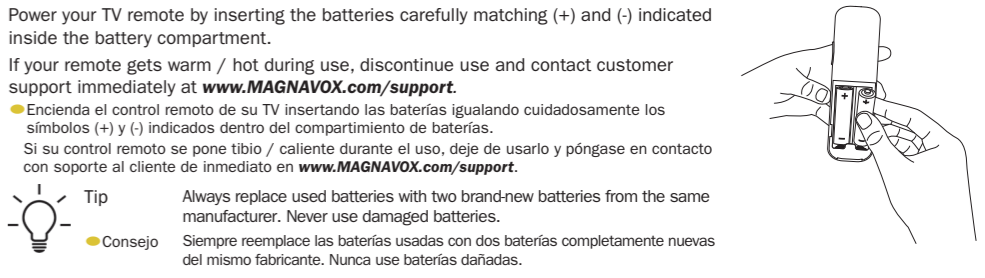 Power your TV remote by inserting the batteries carefully matching (+) and (-) indicated
inside the battery compartment.
If your remote gets warm / hot during use, discontinue use and contact customer
support immediately at www.MAGNAVOX.com/support.
Encienda el control remoto de su TV insertando las baterías igualando cuidadosamente los
símbolos (+) y (-) indicados dentro del compartimiento de baterías.
Si su control remoto se pone tibio / caliente durante el uso, deje de usarlo y póngase en contacto
con soporte al cliente de inmediato en www.MAGNAVOX.com/support.
Tip
Always replace used batteries with two brand-new batteries from the same
manufacturer. Never use damaged batteries.
Consejo
Siempre reemplace las baterías usadas con dos baterías completamente nuevas
del mismo fabricante. Nunca use baterías dañadas.